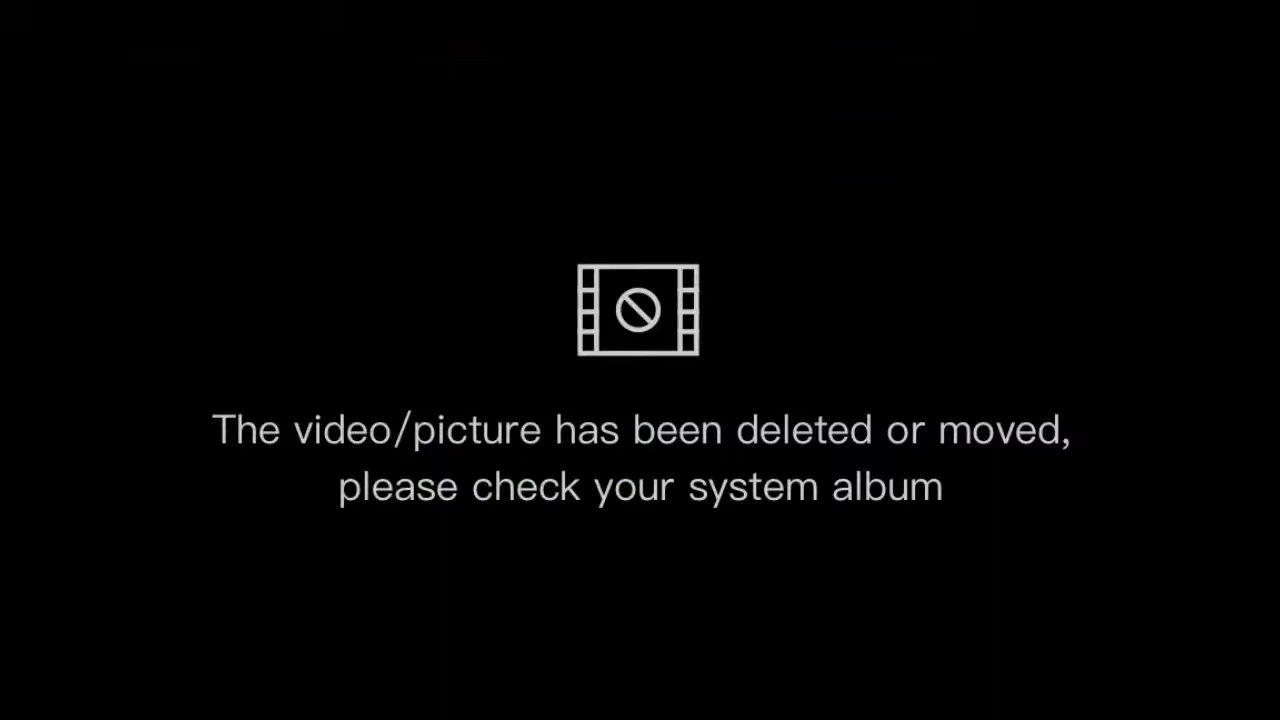 The video/picture has been deleted or moved,
please check your system album